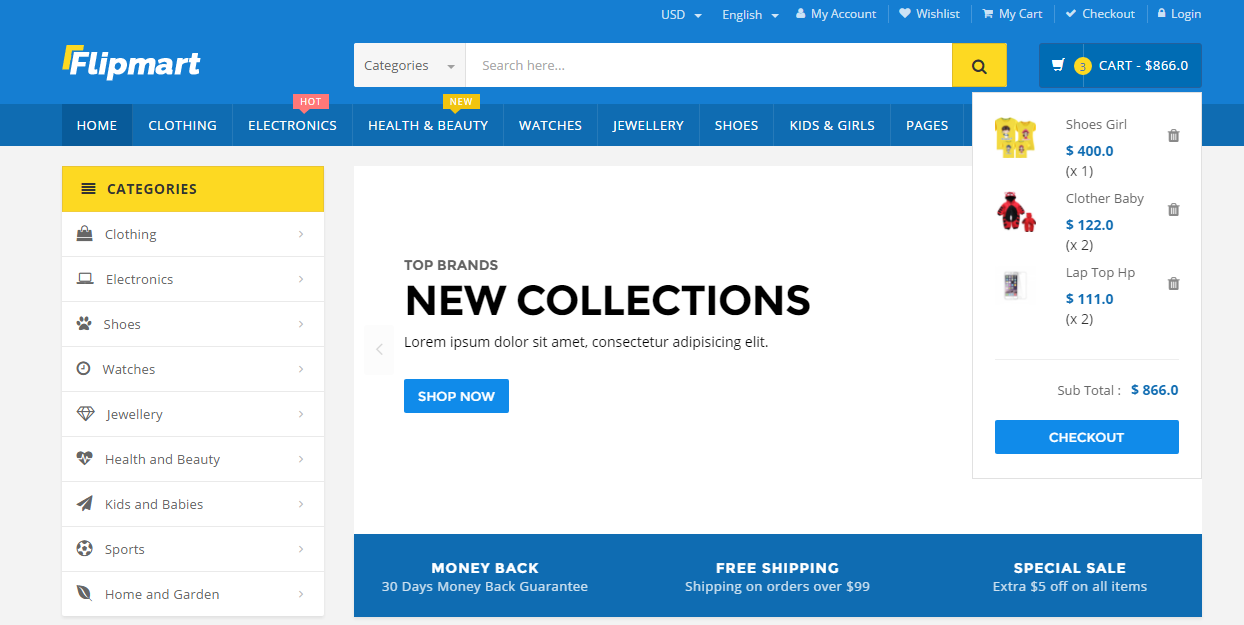 USD English My Account Wishlist My Cart Checkout Login
Flipmart
Categories Search here... 3 CART - $866.0
HOT NEW
HOME CLOTHING ELECTRONICS HEALTH & BEAUTY WATCHES JEWELLERY SHOES KIDS & GIRLS PAGES
Shoes Girl
$ 400.0
(x 1)
Clother Baby
$ 122.0
(x 2)
Lap Top Hp
$ 111.0
(x 2)
Sub Total : $ 866.0
CHECKOUT
CATEGORIES
Clothing
Electronics
Shoes
Watches
Jewellery
Health and Beauty
Kids and Babies
Sports
Home and Garden
TOP BRANDS
NEW COLLECTIONS
Lorem ipsum dolor sit amet, consectetur adipisicing elit.
SHOP NOW
MONEY BACK
30 Days Money Back Guarantee
FREE SHIPPING
Shipping on orders over $99
SPECIAL SALE
Extra $5 off on all items